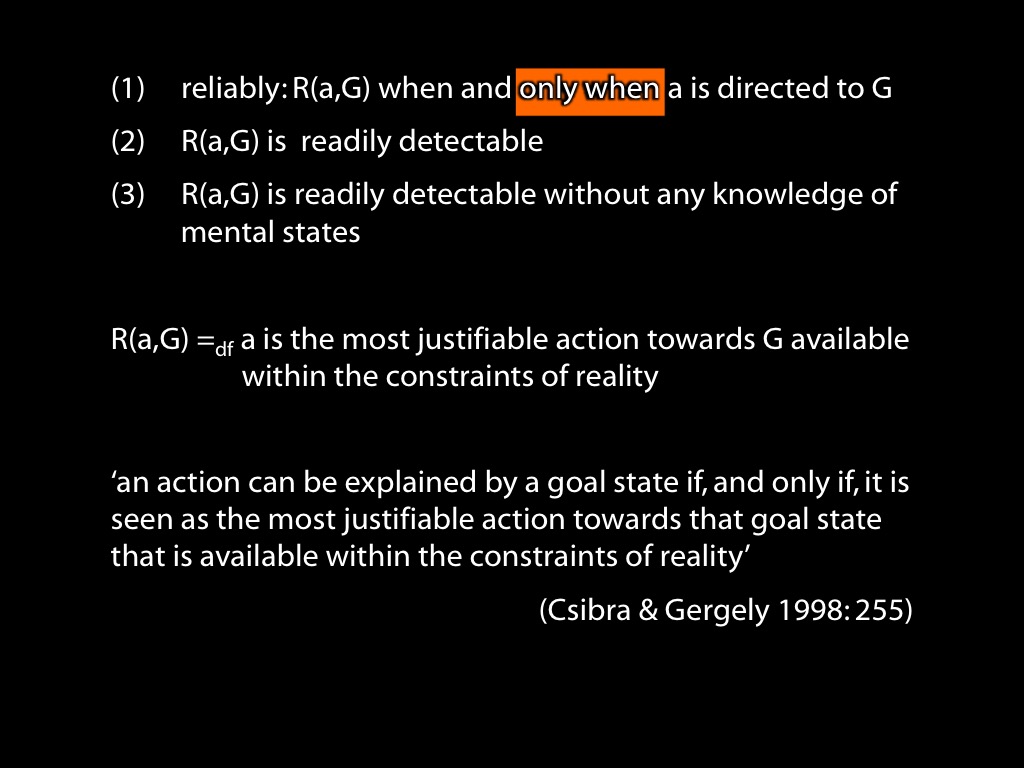 (1) reliably: R(a,G) when and only when a is directed to G
(2) R(a,G) is readily detectable
(3) R(a,G) is readily detectable without any knowledge of
mental states
R(a,G) =df a is the most justifiable action towards G available
within the constraints of reality
‘an action can be explained by a goal state if, and only if, it is
seen as the most justifiable action towards that goal state
that is available within the constraints of reality’
(Csibra & Gergely 1998: 255)